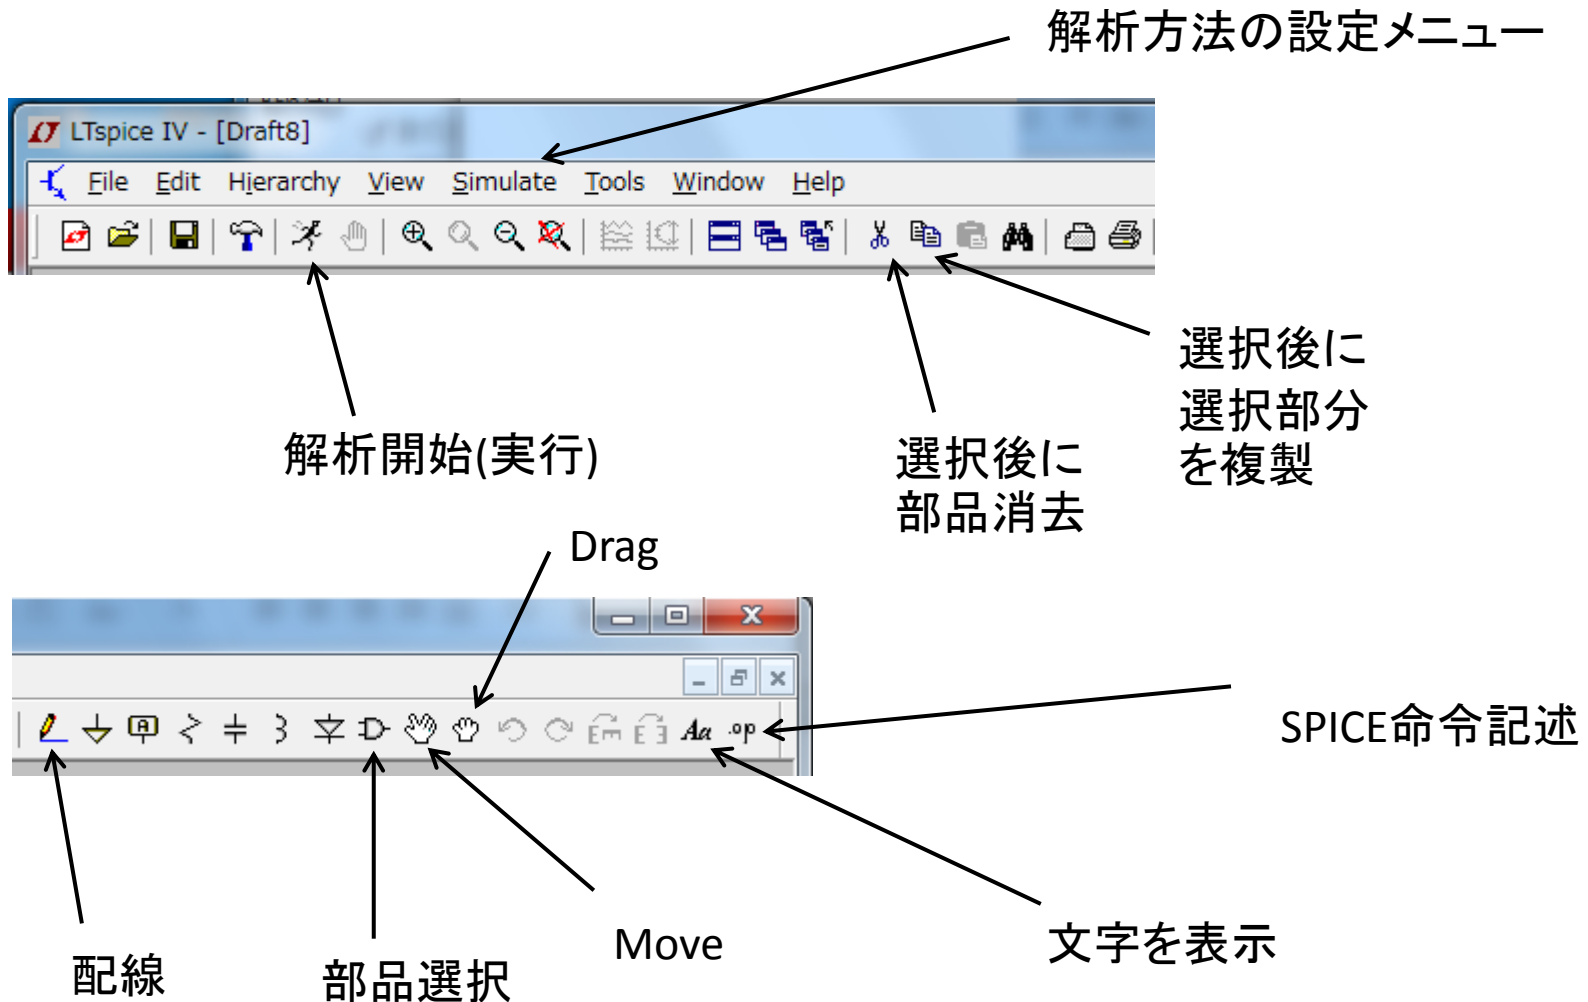 解析方法の設定メニュー
LTspice IV - [Draft8]
File Edit Hierarchy View Simulate Tools Window Help
選択後に
選択部分
を複製
解析開始(実行)
選択後に
部品消去
Drag
A
Aa .op
SPICE命令記述
Move
文字を表示
配線
部品選択